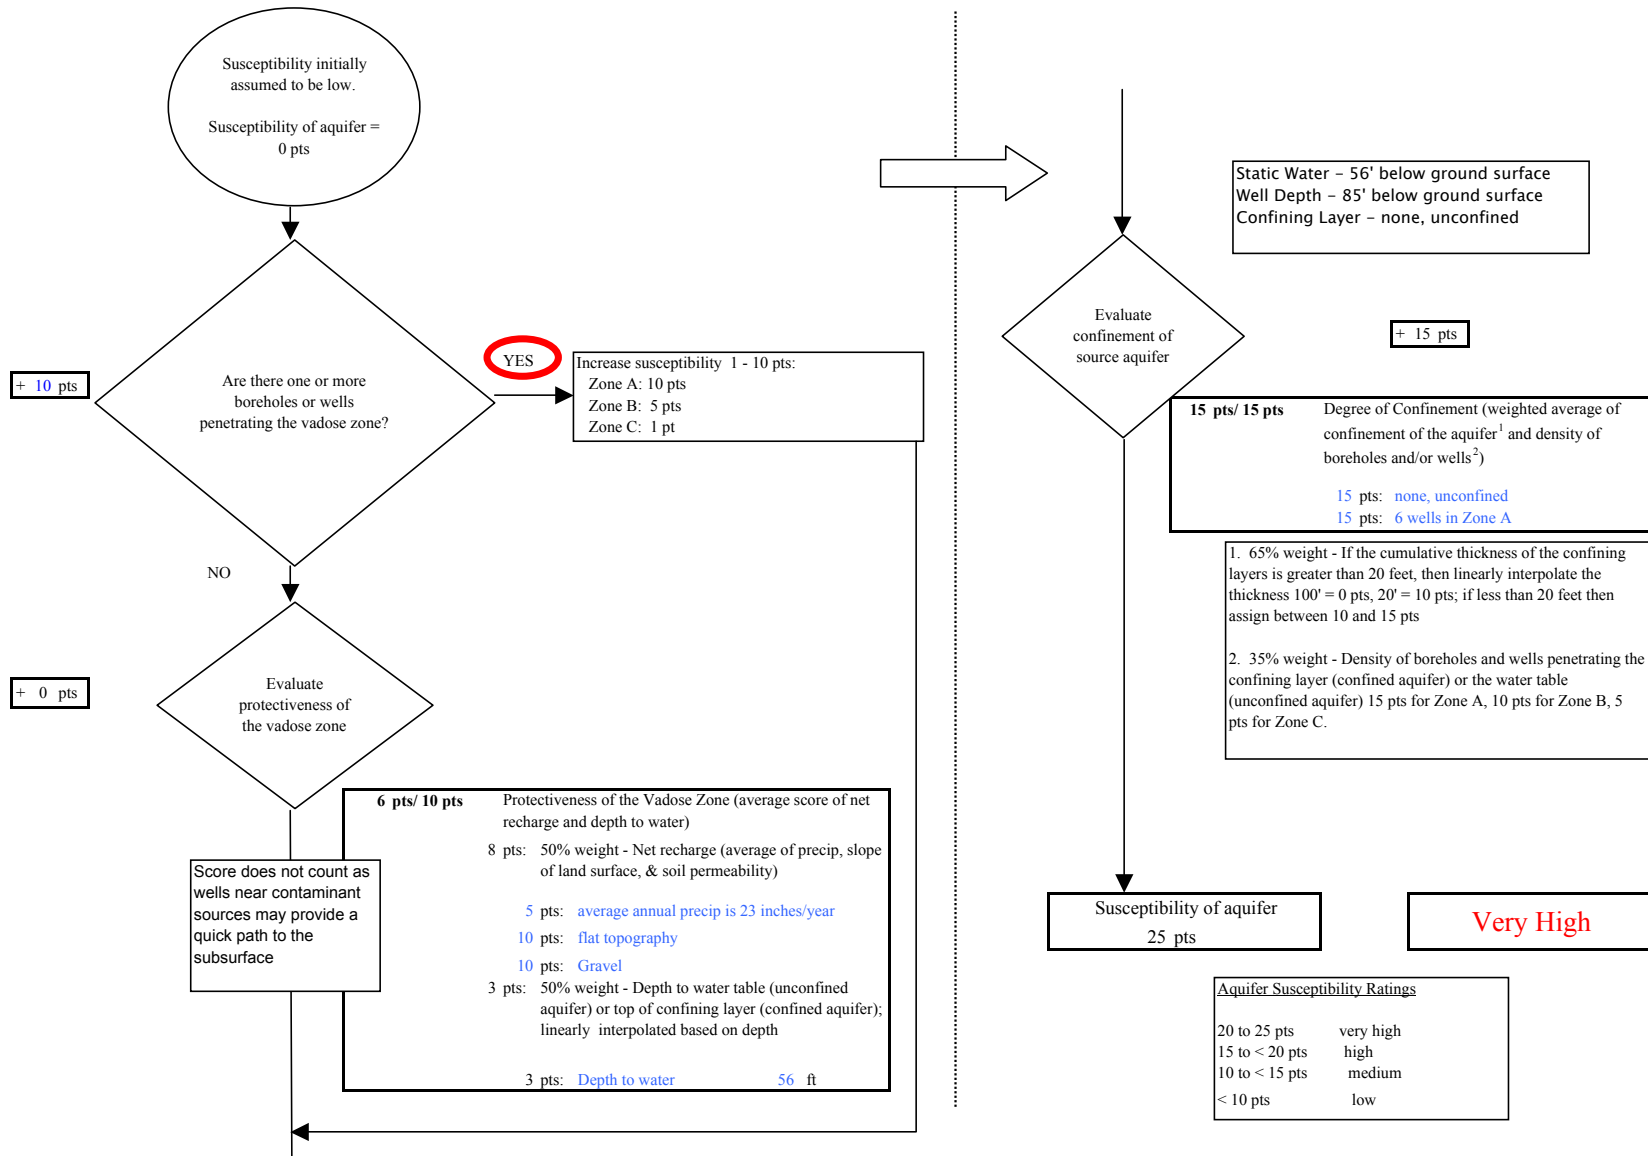 Susceptibility initially
assumed to be low.
Susceptibility of aquifer =
0 pts
+ 10 pts
Are there one or more
boreholes or wells
penetrating the vadose zone?
YES
Increase susceptibility 1 - 10 pts:
Zone A: 10 pts
Zone B: 5 pts
Zone C: 1 pt
NO
+ 0 pts
Evaluate
protectiveness of
the vadose zone
Score does not count as
wells near contaminant
sources may provide a
quick path to the
subsurface
6 pts/ 10 pts Protectiveness of the Vadose Zone (average score of net
recharge and depth to water)
8 pts: 50% weight - Net recharge (average of precip, slope
of land surface, & soil permeability)
5 pts: average annual precip is 23 inches/year
10 pts: flat topography
10 pts: Gravel
3 pts: 50% weight - Depth to water table (unconfined
aquifer) or top of confining layer (confined aquifer);
linearly interpolated based on depth
3 pts: Depth to water 56 ft
Static Water – 56' below ground surface
Well Depth – 85' below ground surface
Confining Layer – none, unconfined
Evaluate
confinement of
source aquifer
+ 15 pts
15 pts/ 15 pts Degree of Confinement (weighted average of
confinement of the aquifer1 and density of
boreholes and/or wells2)
15 pts: none, unconfined
15 pts: 6 wells in Zone A
1. 65% weight - If the cumulative thickness of the confining
layers is greater than 20 feet, then linearly interpolate the
thickness 100' = 0 pts, 20' = 10 pts; if less than 20 feet then
assign between 10 and 15 pts
2. 35% weight - Density of boreholes and wells penetrating the
confining layer (confined aquifer) or the water table
(unconfined aquifer) 15 pts for Zone A, 10 pts for Zone B, 5
pts for Zone C.
Susceptibility of aquifer
25 pts
Very High
Aquifer Susceptibility Ratings
20 to 25 pts very high
15 to < 20 pts high
10 to < 15 pts medium
< 10 pts low